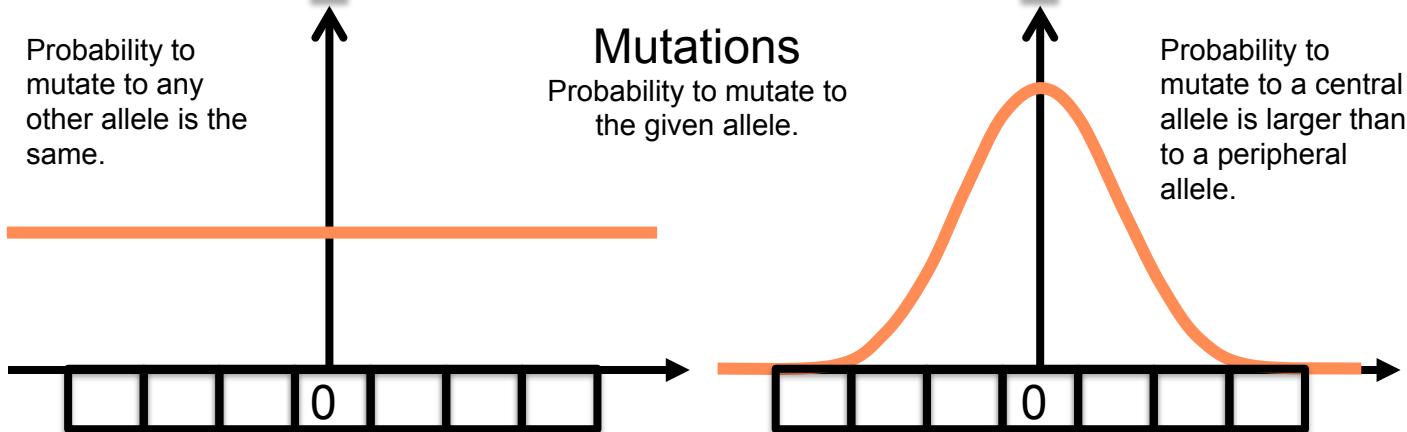 Probability to
mutate to any
other allele is the
same.
Mutations
Probability to mutate to
the given allele.
Probability to
mutate to a central
allele is larger than
to a peripheral
allele.
0
0